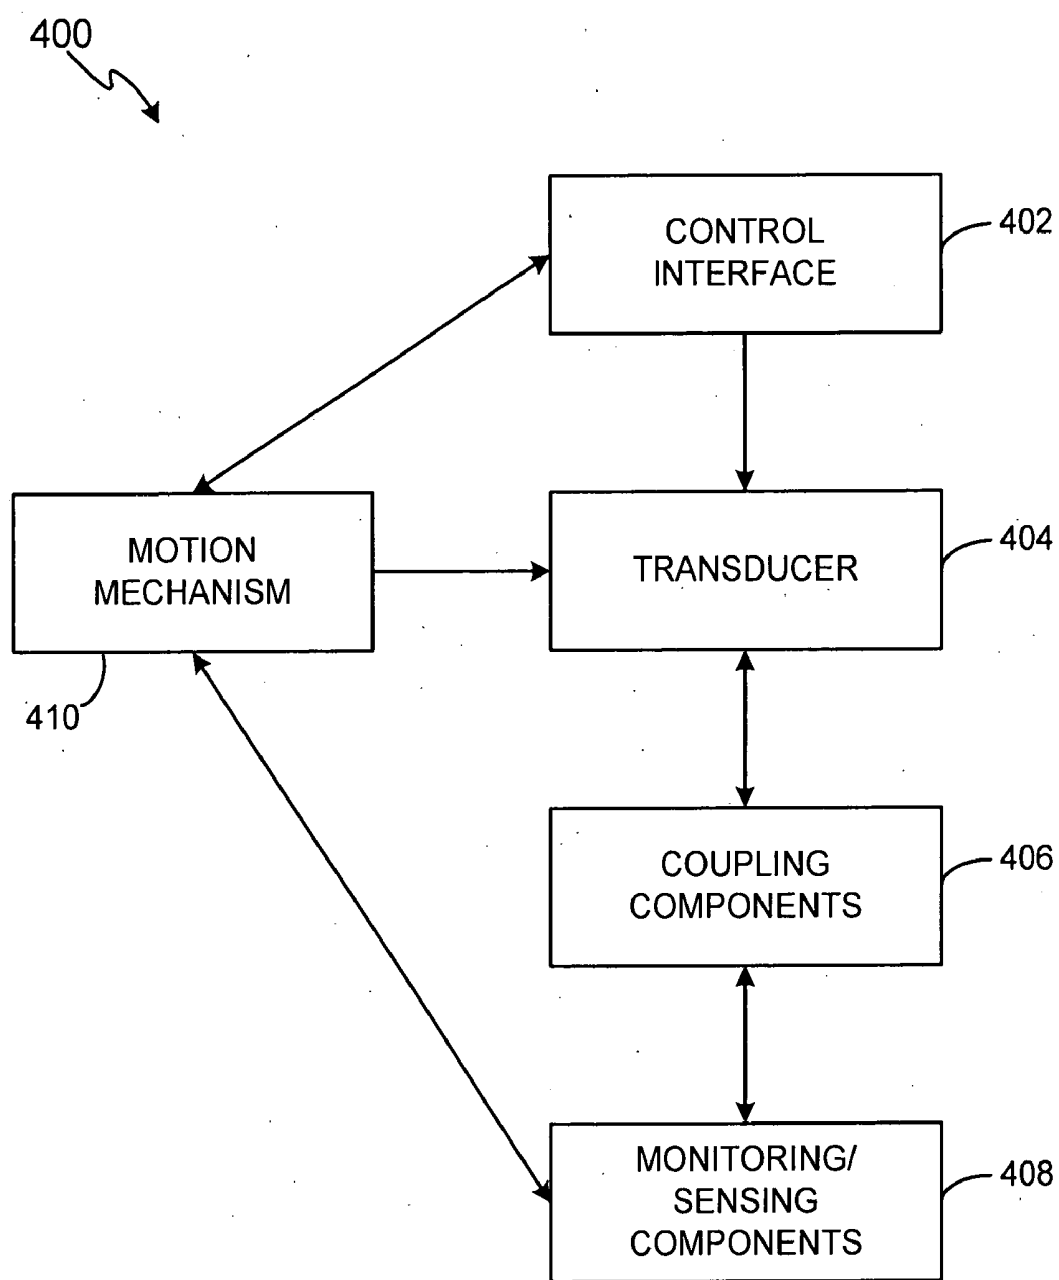 400
CONTROL
INTERFACE
402
MOTION
MECHANISM
410
TRANSDUCER
404
COUPLING
COMPONENTS
406
MONITORING/
SENSING
COMPONENTS
408